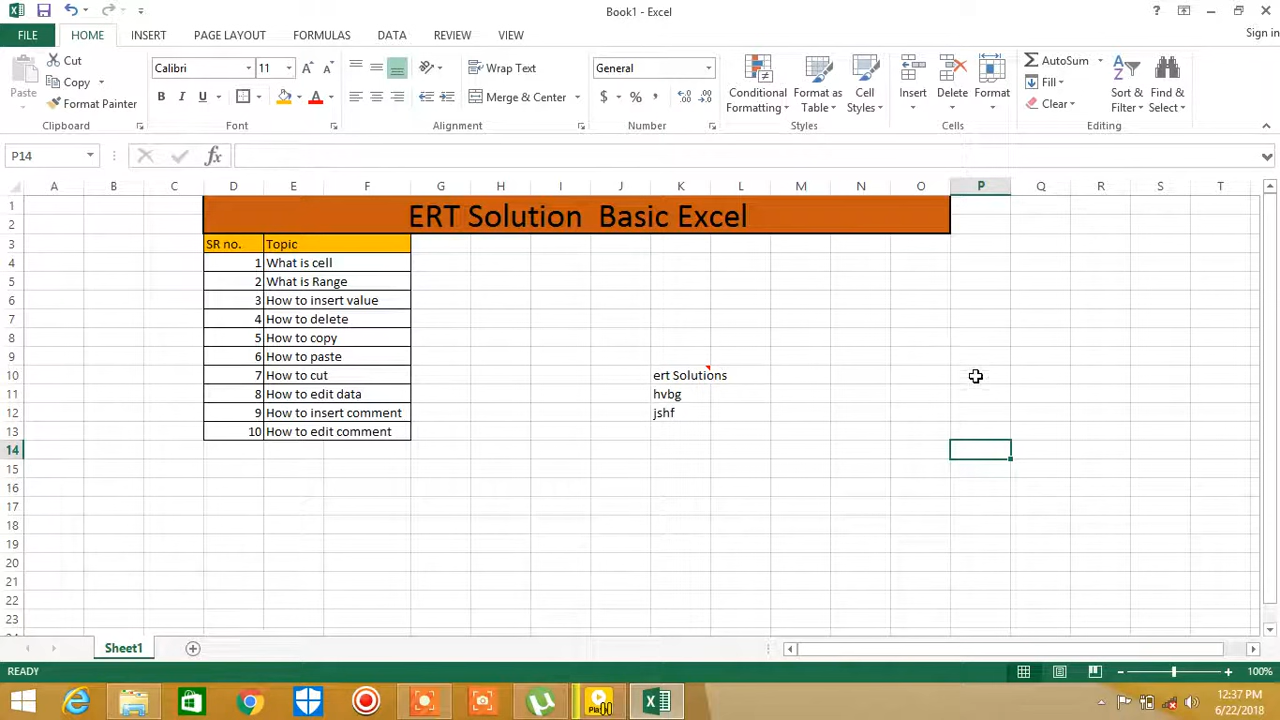 Book1 - Excel
?
FILE HOME INSERT PAGE LAYOUT FORMULAS DATA REVIEW VIEW Sign in
Paste Cut Copy Format Painter Clipboard
Calibri 11 A A B I U A Font
Wrap Text Merge & Center Alignment
General $ % , .0 .00 Number
Conditional Formatting Format as Table Cell Styles Styles
Insert Delete Format Cells
AutoSum Fill Clear Sort & Filter Find & Select Editing
P14 fx
A B C D E F G H I J K L M N O P Q R S T
1 ERT Solution  Basic Excel
2
3 SR no. Topic
4 1 What is cell
5 2 What is Range
6 3 How to insert value
7 4 How to delete
8 5 How to copy
9 6 How to paste
10 7 How to cut ert Solutions
11 8 How to edit data hvbg
12 9 How to insert comment jshf
13 10 How to edit comment
14
15
16
17
18
19
20
21
22
23
Sheet1
READY 100%
12:37 PM
6/22/2018